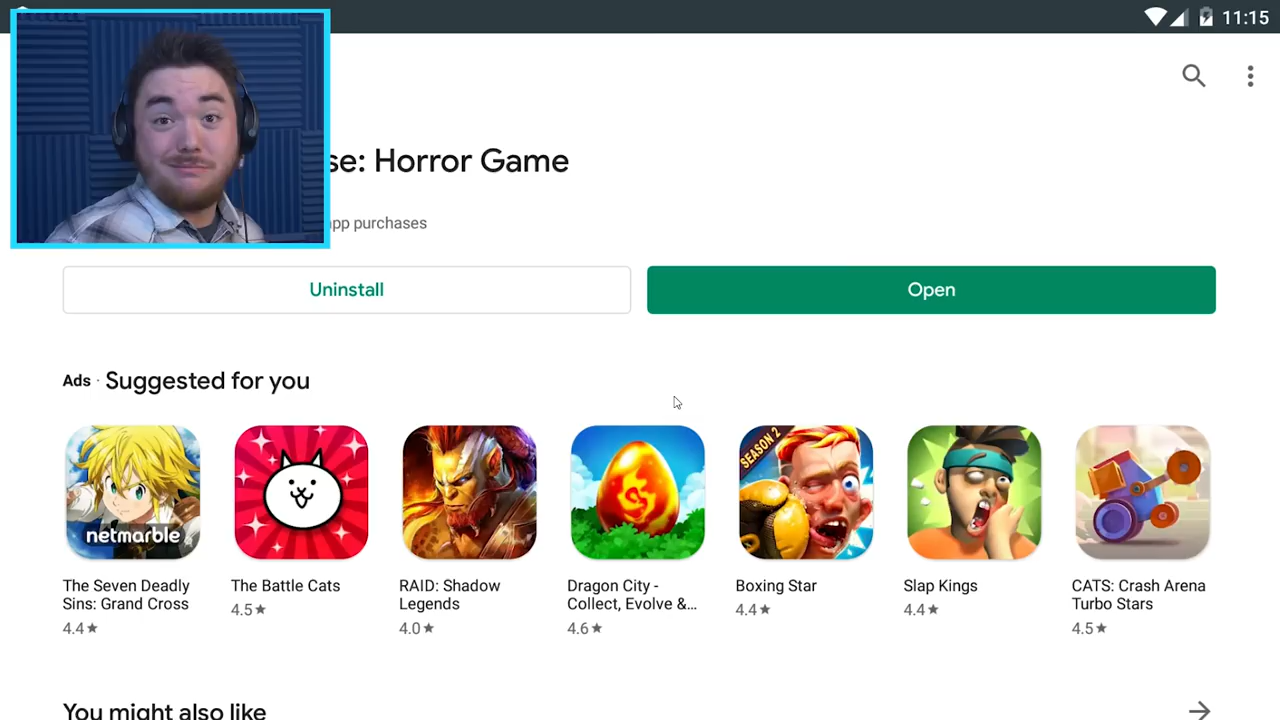 11:15
se: Horror Game
app purchases
Uninstall
Open
Ads · Suggested for you
SEASON 2
netmarble
The Seven Deadly
Sins: Grand Cross
4.4★
The Battle Cats
4.5★
RAID: Shadow
Legends
4.0★
Dragon City -
Collect, Evolve &...
4.6★
Boxing Star
4.4★
Slap Kings
4.4★
CATS: Crash Arena
Turbo Stars
4.5★
You might also like